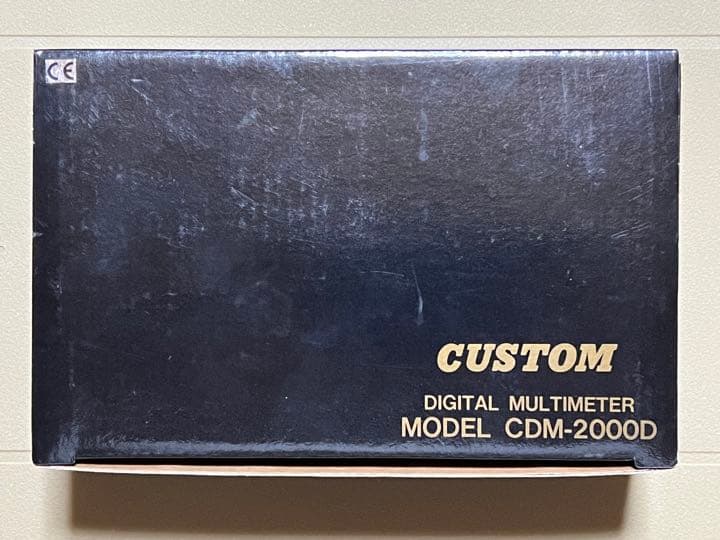 CE
CUSTOM
DIGITAL MULTIMETER
MODEL CDM-2000D